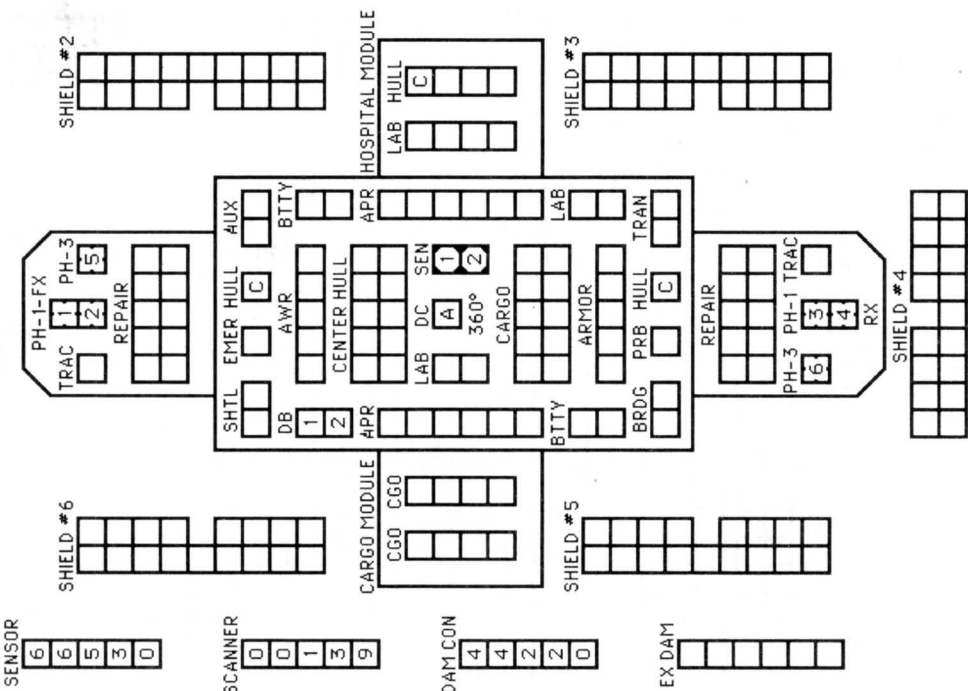 SENSOR
6
6
5
3
0
SCANNER
0
0
1
3
9
DAM CON
4
4
2
2
0
EX DAM
SHIELD #6
SHIELD #2
PH-1-FX
TRAC
1
2
PH-3
5
REPAIR
SHTL
EMER
HULL
C
AUX
DB
1
2
AWR
BTTY
CENTER HULL
APR
APR
CARGO MODULE
CGO
CGO
HOSPITAL MODULE
LAB
HULL
C
LAB
DC
A
360°
SEN
1
2
CARGO
BTTY
ARMOR
LAB
BRDG
PRB
HULL
C
TRAN
SHIELD #5
SHIELD #3
REPAIR
PH-3
6
PH-1
3
4
RX
TRAC
SHIELD #4